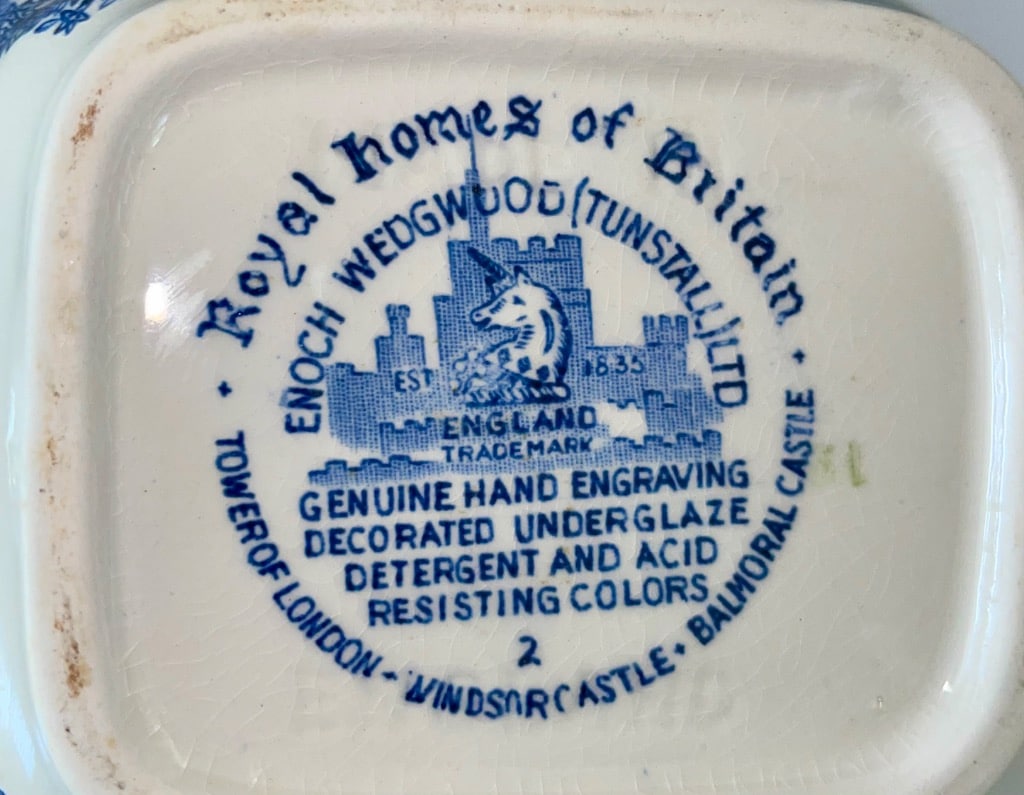 Royal homes of Britain
ENOCH WEDGWOOD (TUNSTALL) LTD
EST 1835
ENGLAND
TRADEMARK
GENUINE HAND ENGRAVING
DECORATED UNDERGLAZE
DETERGENT AND ACID
RESISTING COLORS
2
TOWER OF LONDON - WINDSOR CASTLE + BALMORAL CASTLE +